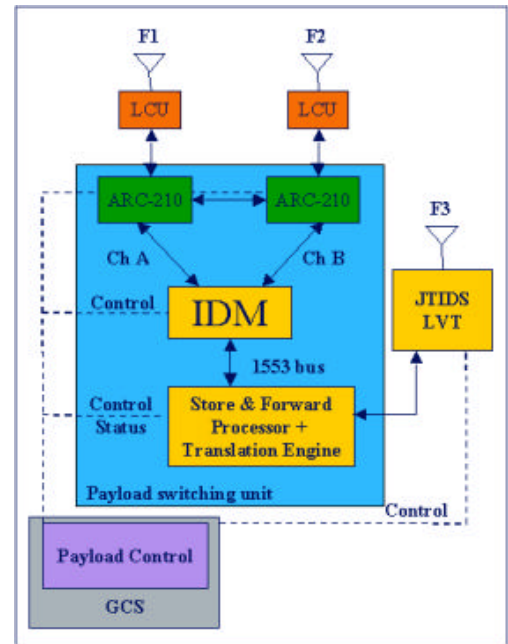 F1
F2
LCU
LCU
ARC-210
ARC-210
F3
Ch A
Ch B
JTIDS
LVT
Control
IDM
1553 bus
Control
Status
Store & Forward
Processor +
Translation Engine
Payload switching unit
Control
Payload Control
GCS